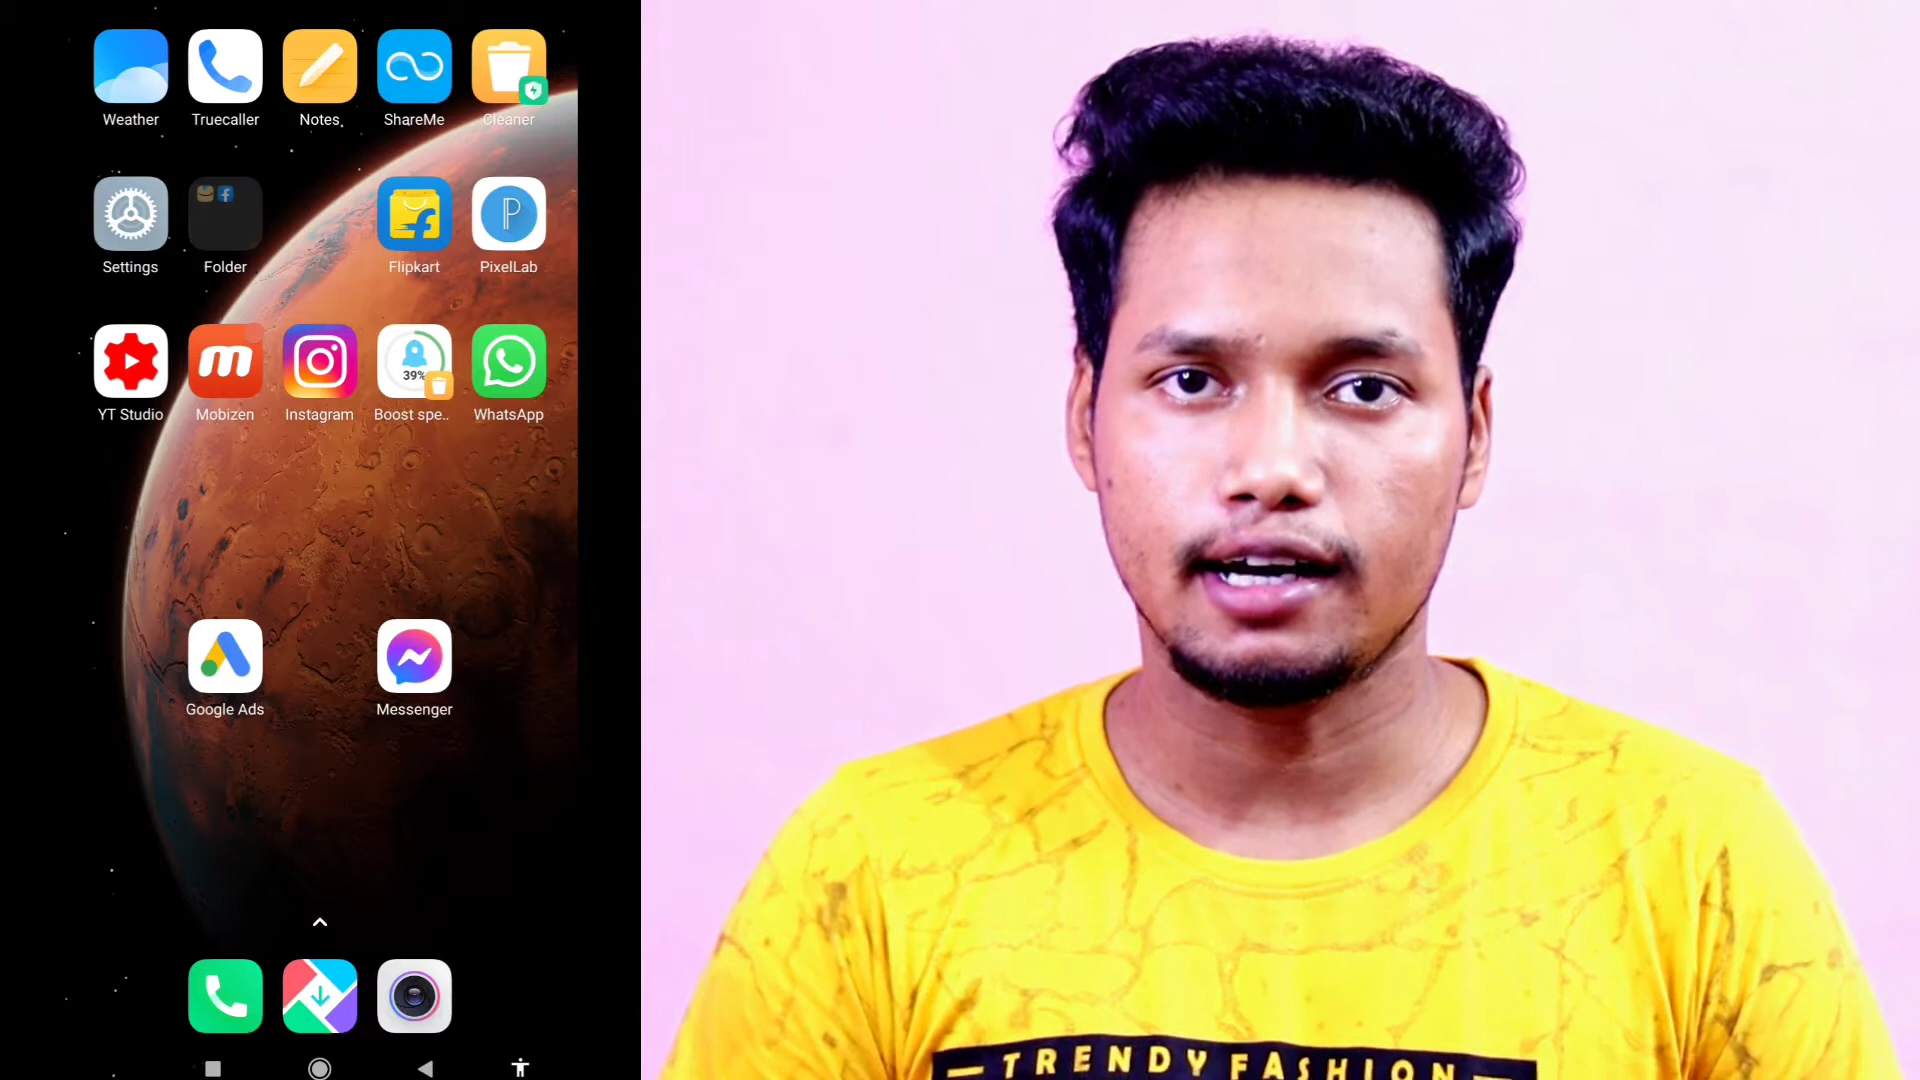 Weather Truecaller Notes ShareMe Cleaner
Settings Folder Flipkart PixelLab
39%
YT Studio Mobizen Instagram Boost spe.. WhatsApp
Google Ads Messenger
TRENDY FASHION